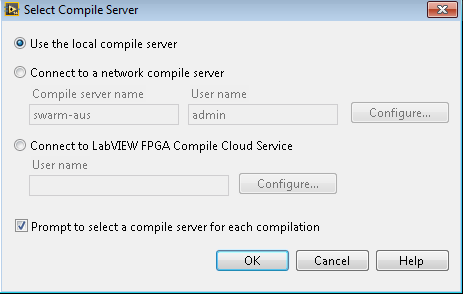 Select Compile Server
Use the local compile server
Connect to a network compile server
Compile server name User name
swarm-aus admin Configure...
Connect to LabVIEW FPGA Compile Cloud Service
User name
Configure...
Prompt to select a compile server for each compilation
OK Cancel Help